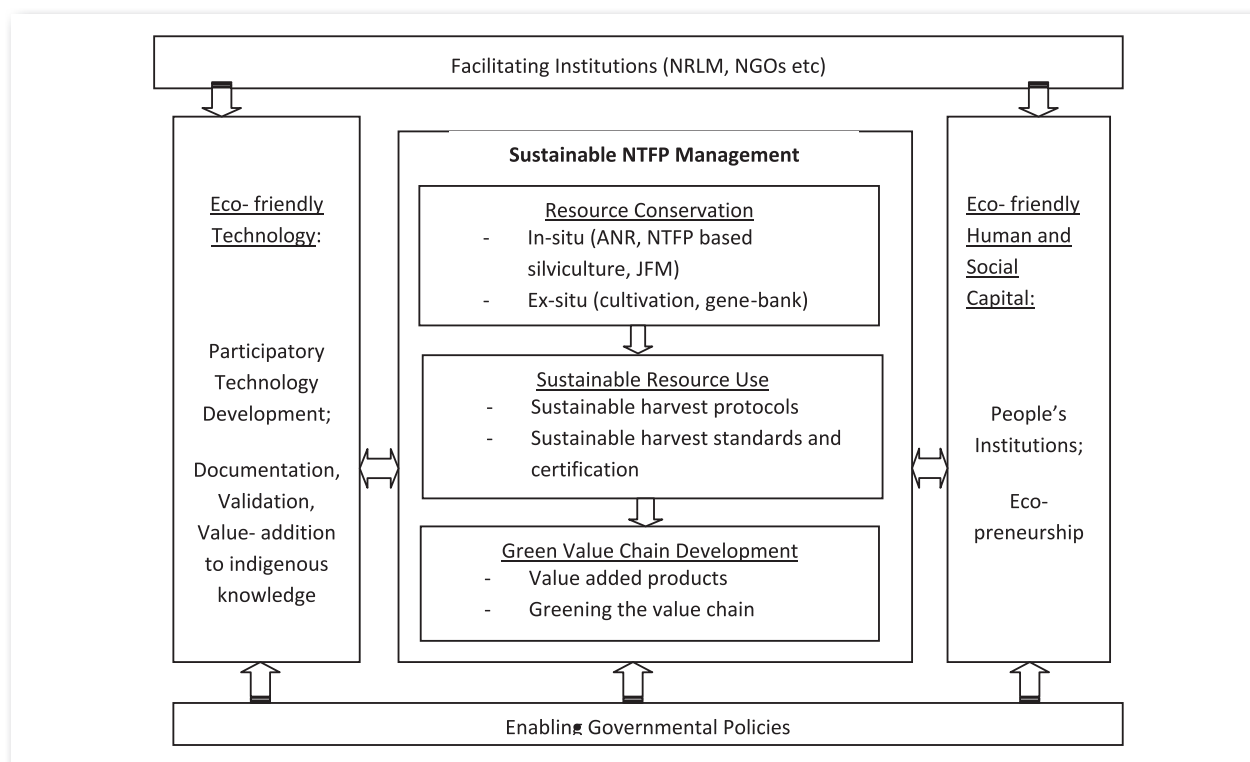 Facilitating Institutions (NRLM, NGOs etc)
Eco- friendly
Technology:
Participatory
Technology
Development;
Documentation,
Validation,
Value- addition
to indigenous
knowledge
Sustainable NTFP Management
Resource Conservation
- In-situ (ANR, NTFP based
silviculture, JFM)
- Ex-situ (cultivation, gene-bank)
Sustainable Resource Use
- Sustainable harvest protocols
- Sustainable harvest standards and
certification
Green Value Chain Development
- Value added products
- Greening the value chain
Eco- friendly
Human and
Social
Capital:
People’s
Institutions;
Eco-
preneurship
Enabling Governmental Policies